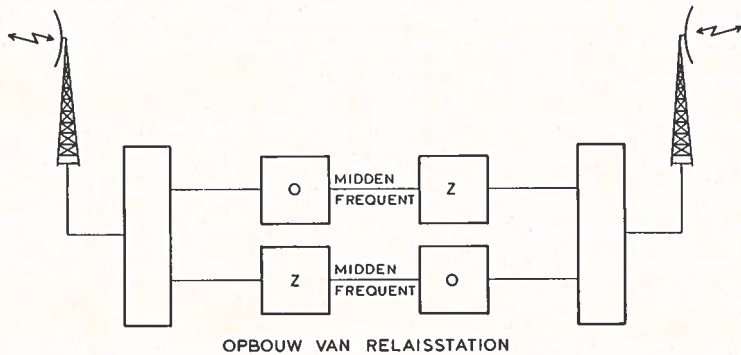 O
MIDDEN
FREQUENT
Z
Z
MIDDEN
FREQUENT
O
OPBOUW VAN RELAISSTATION